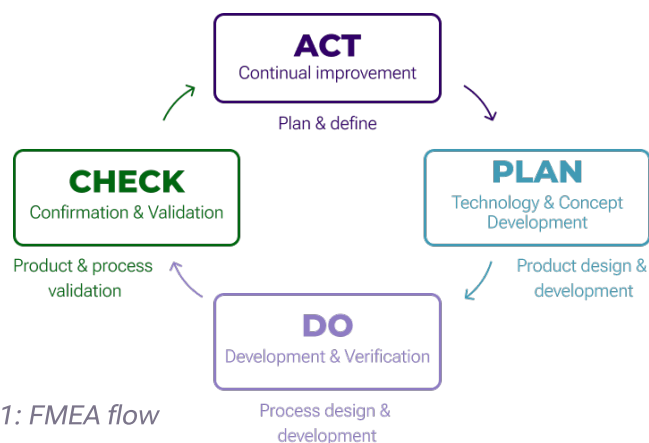 ACT
Continual improvement
Plan & define
CHECK
Confirmation & Validation
Product & process
validation
PLAN
Technology & Concept
Development
Product design &
development
DO
Development & Verification
Process design &
development
1: FMEA flow